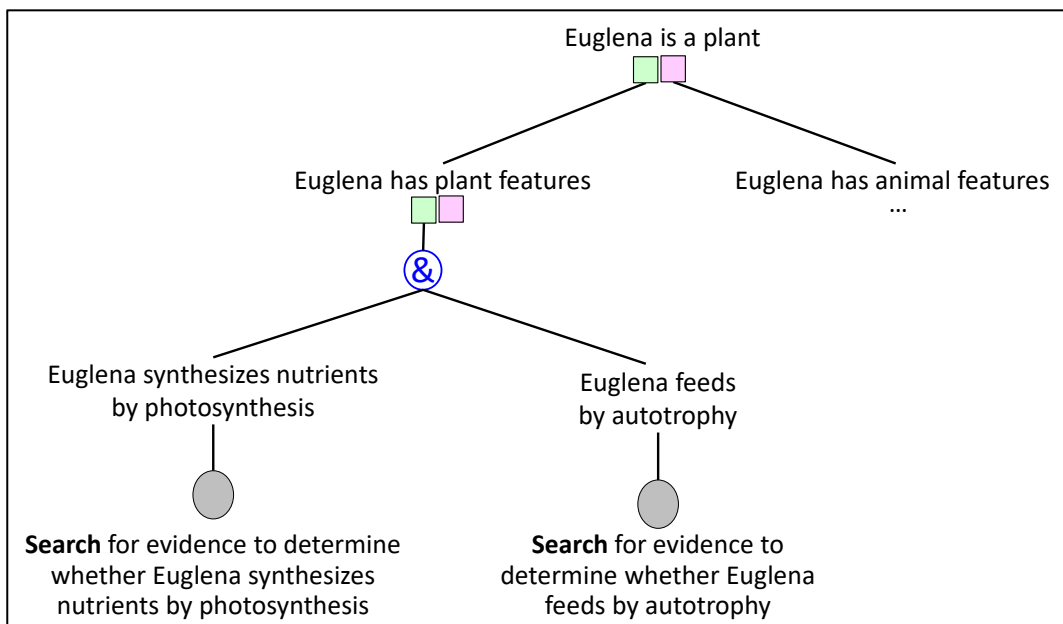 Euglena is a plant
Euglena has plant features
Euglena has animal features
...
&
Euglena synthesizes nutrients
by photosynthesis
Euglena feeds
by autotrophy
Search for evidence to determine
whether Euglena synthesizes
nutrients by photosynthesis
Search for evidence to
determine whether Euglena
feeds by autotrophy